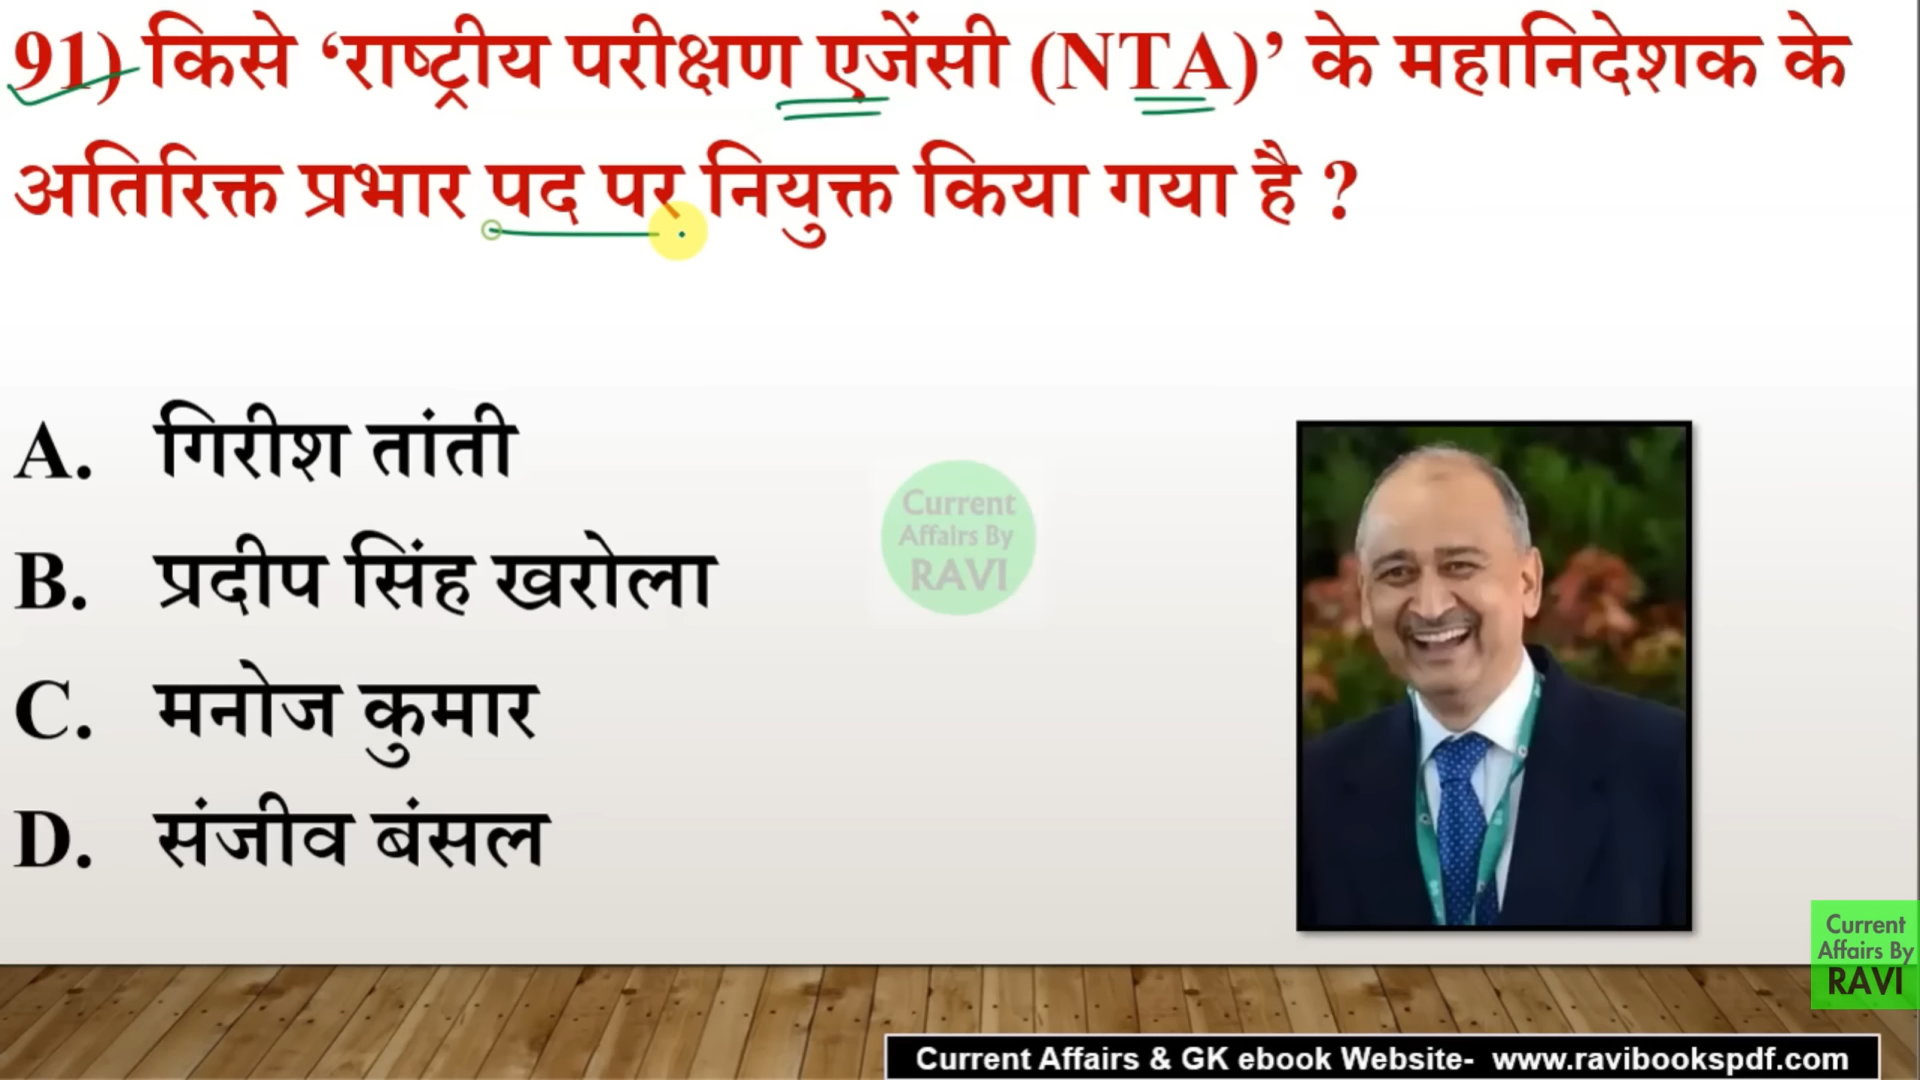 91) किसे ‘राष्ट्रीय परीक्षण एजेंसी (NTA)’ के महानिदेशक के
अतिरिक्त प्रभार पद पर नियुक्त किया गया है ?
A. गिरीश तांती
B. प्रदीप सिंह खरोला
C. मनोज कुमार
D. संजीव बंसल
Current
Affairs By
RAVI
Current
Affairs By
RAVI
Current Affairs & GK ebook Website- www.ravibookspdf.com